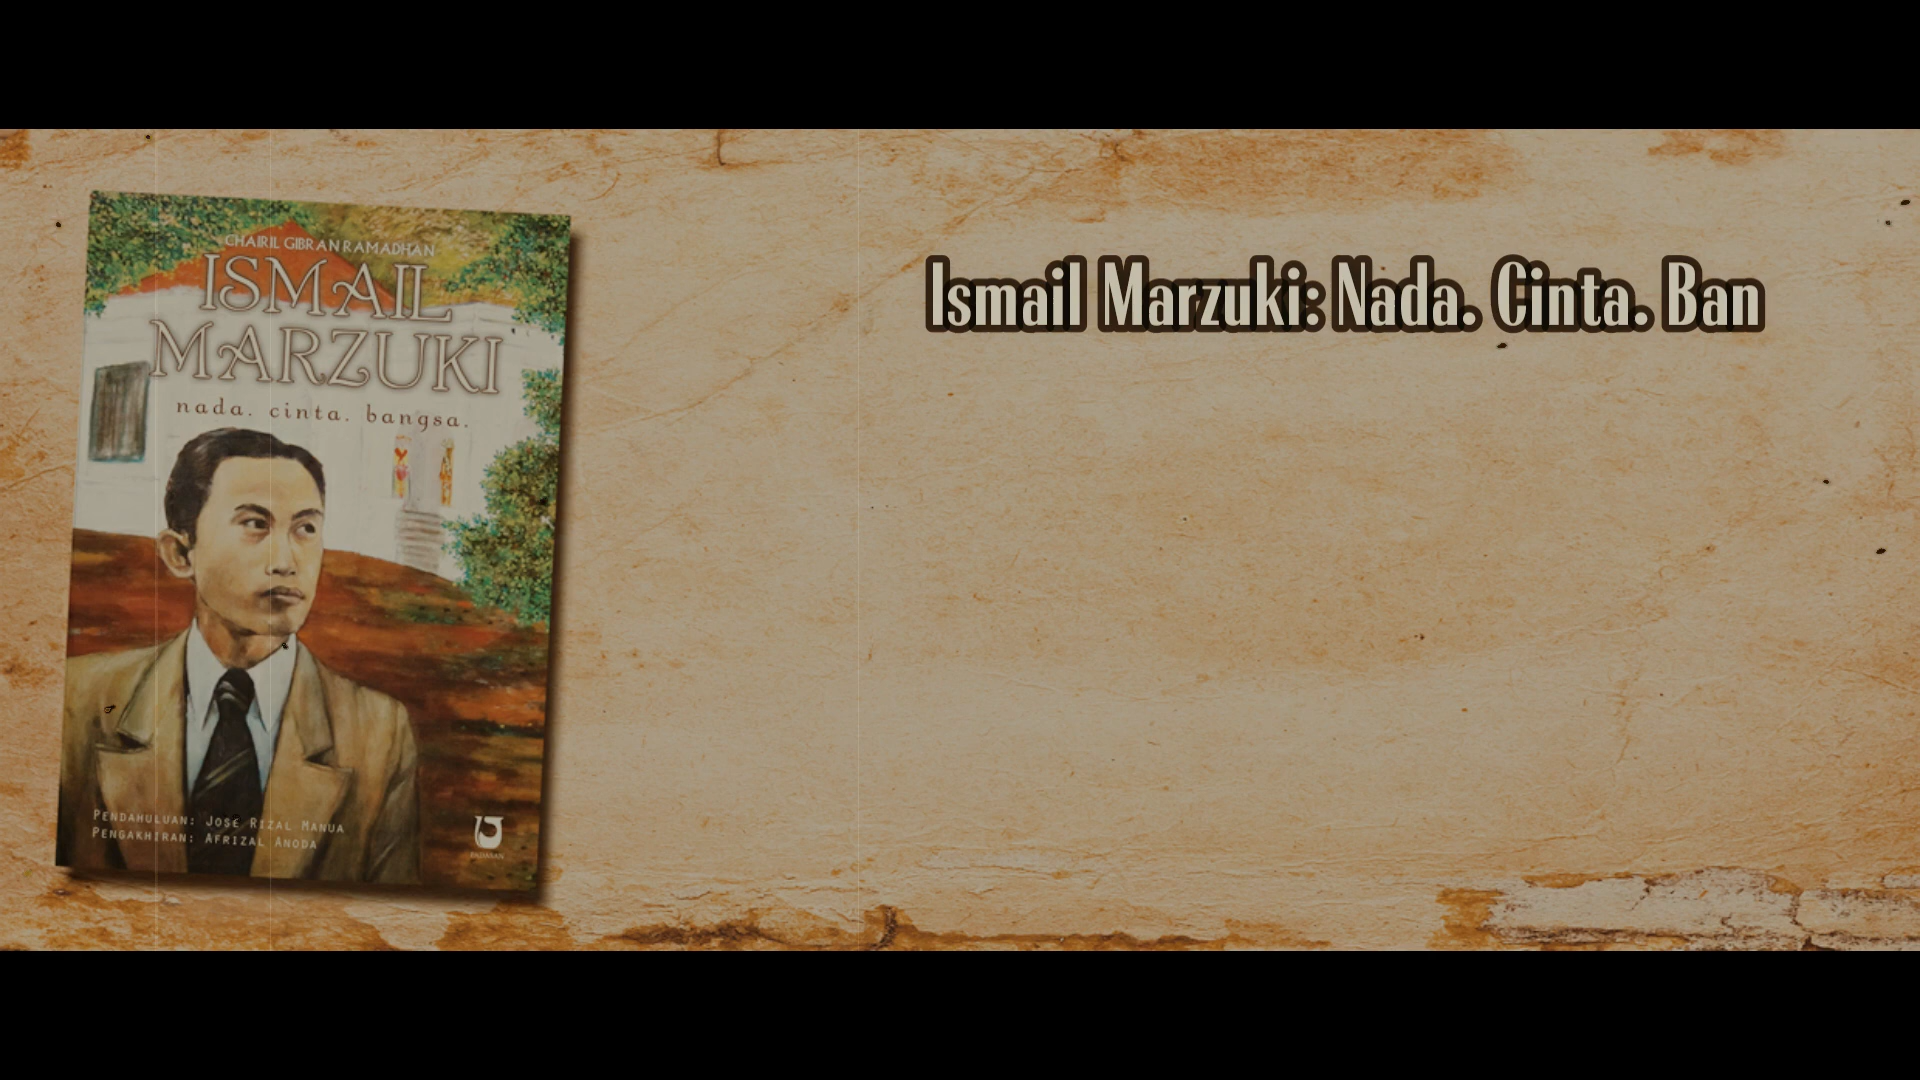 CHAIRIL GIBRAN RAMADHAN
ISMAIL
MARZUKI
nada. cinta. bangsa.
PENDAHULUAN: JOSE RIZAL MANUA
PENGAKHIRAN: AFRIZAL ANODA
PADASAN
Ismail Marzuki: Nada. Cinta. Ban